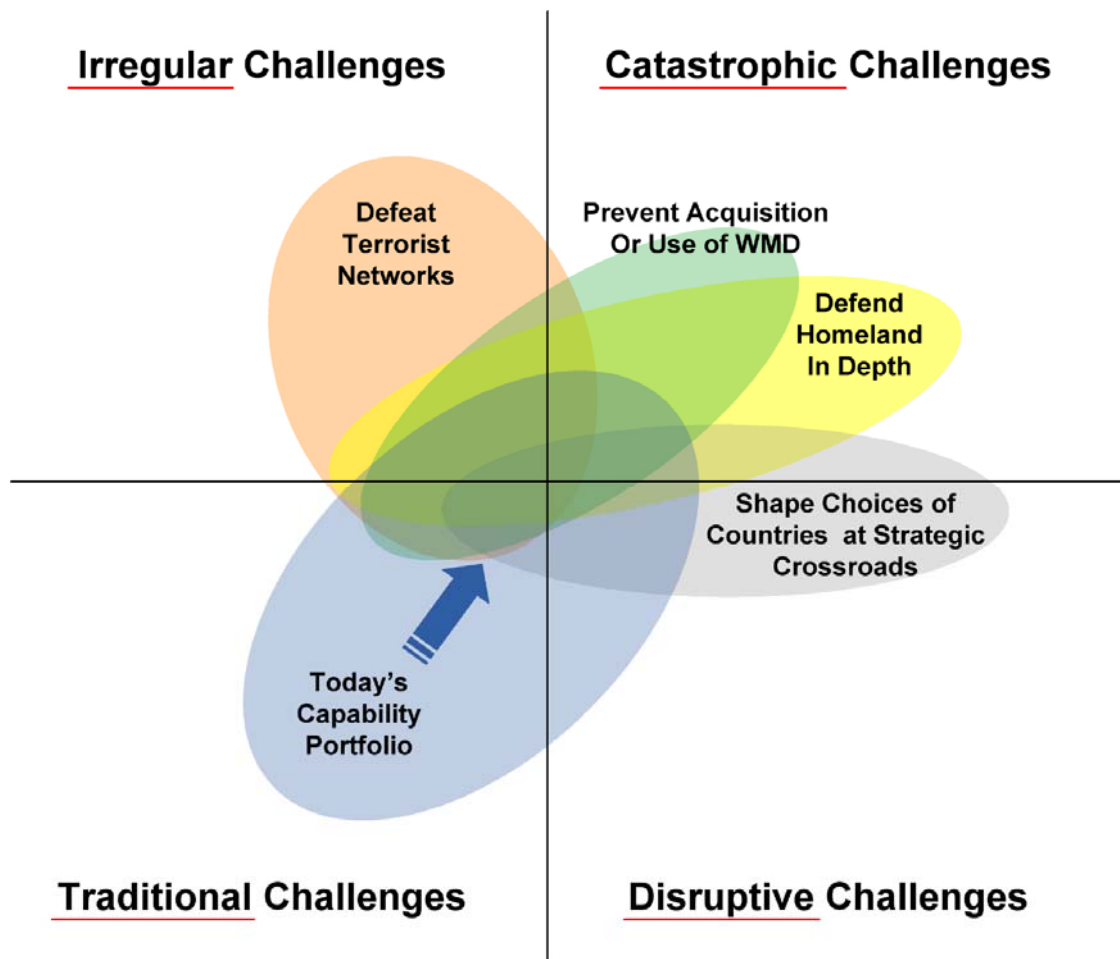 Irregular Challenges
Catastrophic Challenges
Defeat
Terrorist
Networks
Prevent Acquisition
Or Use of WMD
Defend
Homeland
In Depth
Shape Choices of
Countries at Strategic
Crossroads
Today's
Capability
Portfolio
Traditional Challenges
Disruptive Challenges